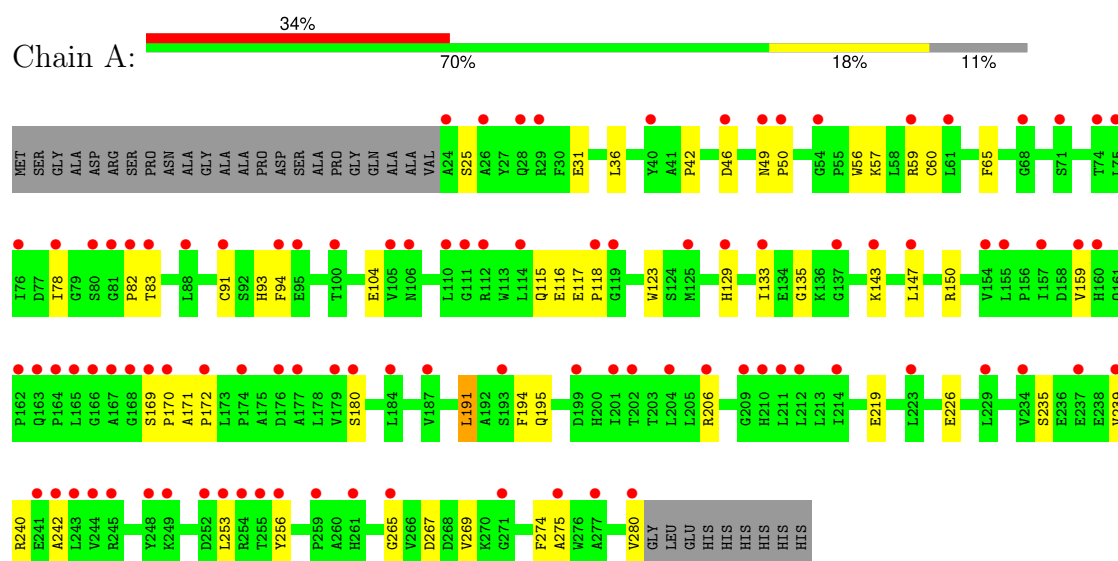 34%
Chain A:
70% 18% 11%
MET SER GLY ALA ASP ARG SER PRO ASN ALA GLY ALA ALA PRO ASP SER ALA PRO GLY GLN ALA ALA VAL A24 S25 A26 Y27 Q28 R29 F30 E31 L36 Y40 A41 P42 D46 N49 P50 G54 P55 W56 K57 L58 R59 C60 L61 F65 G68 S71 T74 L75
I76 D77 I78 G79 S80 G81 P82 T83 L88 C91 S92 H93 F94 E95 T100 E104 V105 N106 L110 G111 R112 W113 L114 Q115 E116 E117 P118 G119 W123 S124 M125 H129 I133 E134 G135 K136 G137 K143 L147 R150 V154 L155 P156 I157 D158 V159 H160 Q161
P162 Q163 P164 L165 G166 A167 G168 S169 P170 A171 P172 L173 P174 A175 D176 A177 L178 V179 S180 L184 V187 L191 A192 S193 F194 Q195 D199 H200 I201 T202 T203 L204 L205 R206 G209 H210 L211 L212 L213 I214 E219 L223 E226 L229 V234 S235 E236 E237 E238 V239
R240 E241 A242 L243 V244 R245 Y248 K249 D252 L253 R254 T255 Y256 P259 A260 H261 G265 V266 D267 D268 V269 K270 G271 F274 A275 W276 A277 V280 GLY LEU GLU HIS HIS HIS HIS HIS HIS